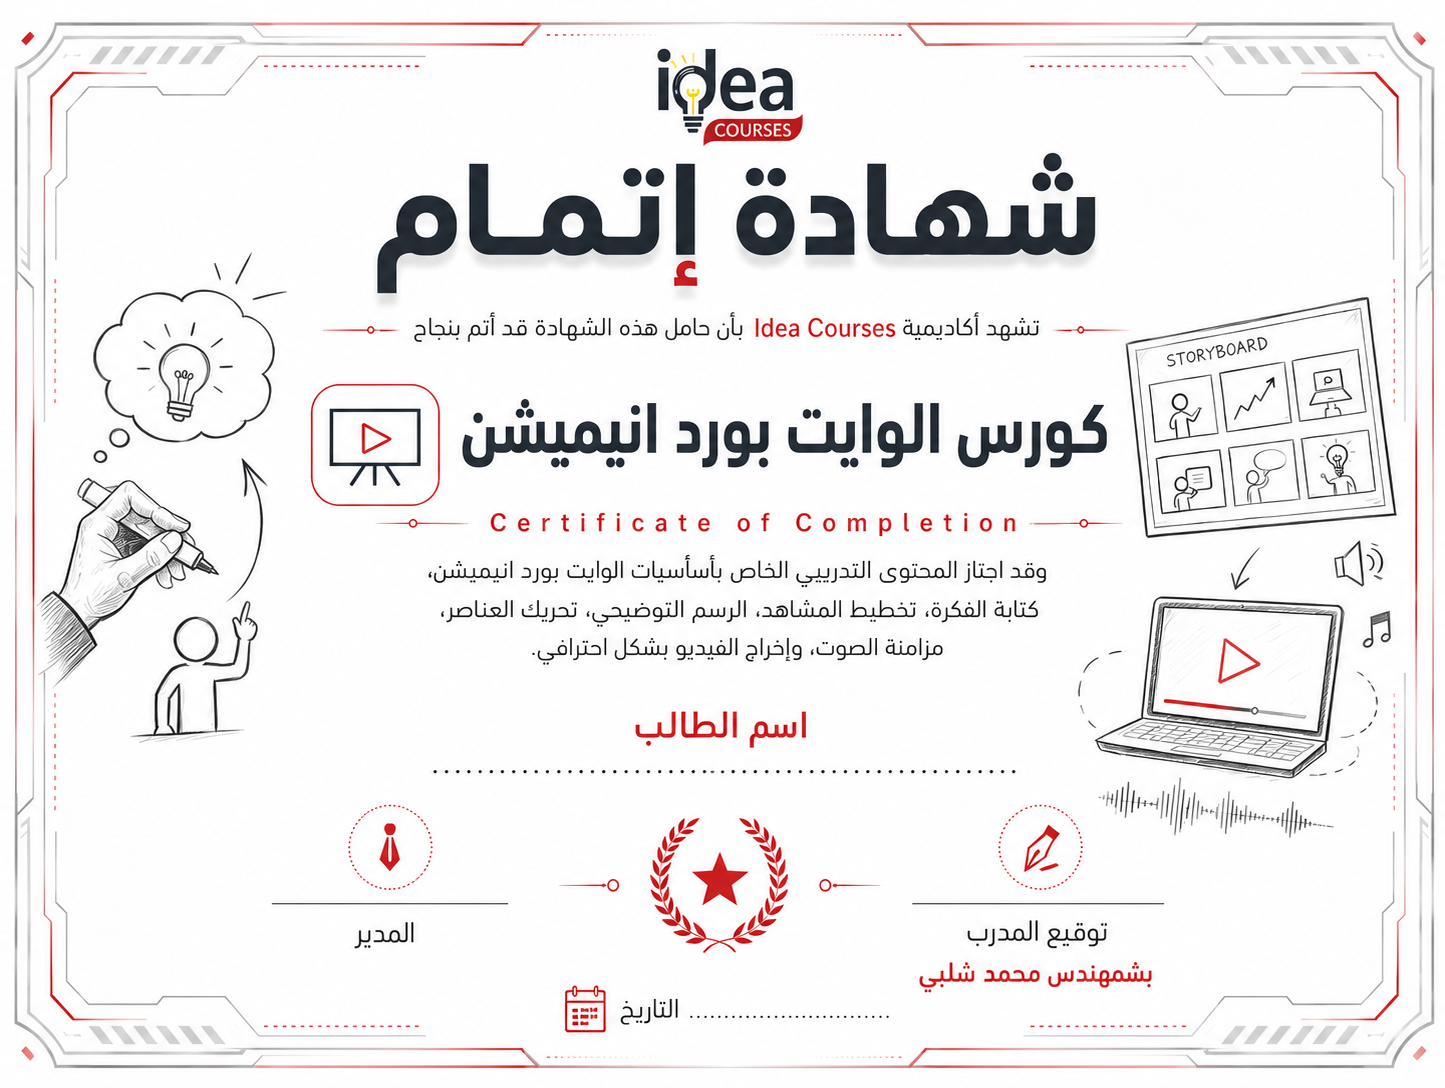 idea
COURSES
شهادة إتمام
تشهد أكاديمية Idea Courses بأن حامل هذه الشهادة قد أتم بنجاح
كورس الوايت بورد انيميشن
Certificate of Completion
وقد اجتاز المحتوى التدريبي الخاص بأسأسيات الوايت بورد انيميشن،
كتابة الفكرة، تخطيط المشاهد، الرسم التوضيحي، تحريك العناصر،
مزامنة الصوت، وإخراج الفيديو بشكل احترافي.
STORYBOARD
اسم الطالب
توقيع المدرب
بشمهندس محمد شلبي
المدير
التاريخ